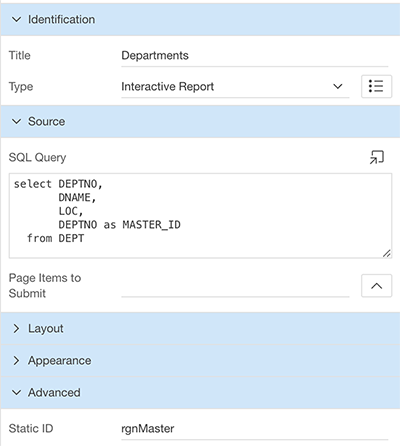 Identification
Title Departments
Type Interactive Report
Source
SQL Query
select DEPTNO,
       DNAME,
       LOC,
       DEPTNO as MASTER_ID
  from DEPT
Page Items to
Submit
Layout
Appearance
Advanced
Static ID rgnMaster